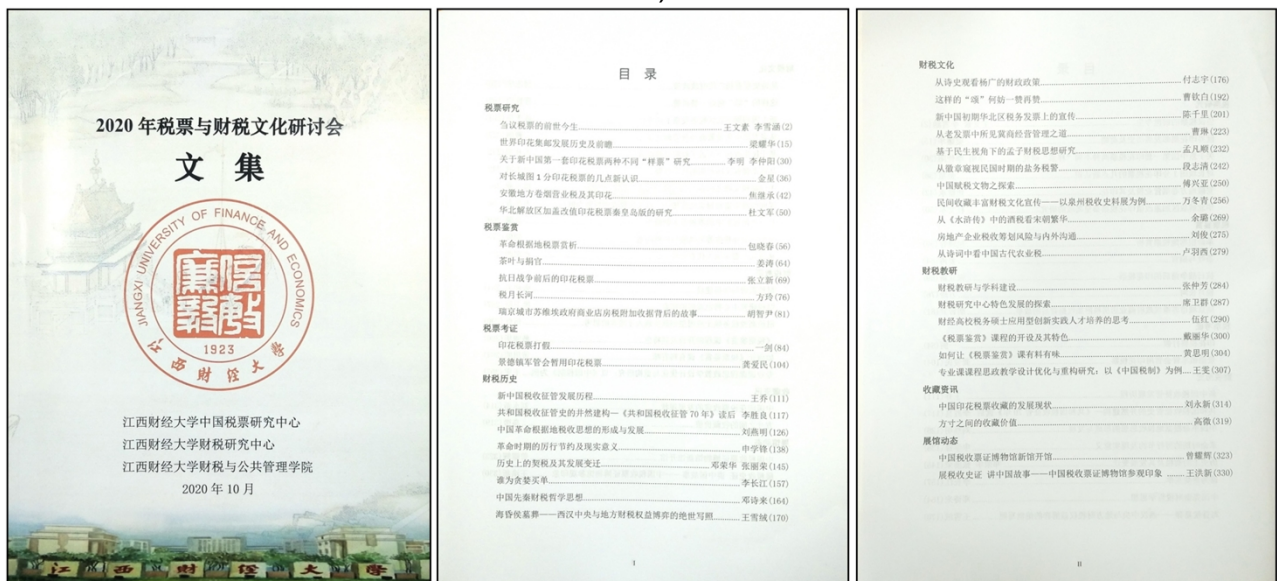 2020 年税票与财税文化研讨会
文 集
JIANGXI UNIVERSITY OF FINANCE AND ECONOMICS
信敏廉毅
1923
江西财经大学
江西财经大学中国税票研究中心
江西财经大学财税研究中心
江西财经大学财税与公共管理学院
2020 年 10 月
江西财经大学
目 录
税票研究
刍议税票的前世今生 王文素 李雪涵(2)
世界印花集邮发展历史及前瞻 梁耀华(15)
关于新中国第一套印花税票两种不同“样票”研究 李明 李仲阳(30)
对长城图 1 分印花税票的几点新认识 金星(36)
安徽地方卷烟营业税及其印花 焦继承(42)
华北解放区加盖改值印花税票秦皇岛版的研究 杜文军(50)
税票鉴赏
革命根据地税票赏析 包晓春(56)
茶叶与捐官 姜涛(64)
抗日战争前后的印花税票 张立新(69)
税月长河 方玲(76)
瑞京城市苏维埃政府商业店房税附加收据背后的故事 胡智尹(81)
税票考证
印花税票打假 一剑(84)
景德镇军管会暂用印花税票 龚爱民(104)
财税历史
新中国税收征管发展历程 王乔(111)
共和国税收征管史的井然建构—《共和国税收征管 70 年》读后 李胜良(117)
中国革命根据地税收思想的形成与发展 刘燕明(126)
革命时期的厉行节约及现实意义 申学锋(138)
历史上的契税及其发展变迁 邓荣华 张丽荣(145)
谁为贪婪买单 李长江(157)
中国先秦财税哲学思想 邓诗来(164)
海昏侯墓葬——西汉中央与地方财税权益博弈的绝世写照 王雪绒(170)
I
财税文化
从诗史观看杨广的财政政策 付志宇(176)
这样的“颂”何妨一赞再赞 曹钦白(192)
新中国初期华北区税务发票上的宣传 陈千里(201)
从老发票中所见冀商经营管理之道 曹琳(223)
基于民生视角下的孟子财税思想研究 孟凡顺(232)
从徽章窥视民国时期的盐务税警 段志清(242)
中国赋税文物之探索 傅兴亚(250)
民间收藏丰富财税文化宣传——以泉州税收史料展为例 万冬青(256)
从《水浒传》中的酒税看宋朝繁华 余璐(269)
房地产企业税收筹划风险与内外沟通 刘俊(275)
从诗词中看中国古代农业税 卢羽西(279)
财税教研
财税教研与学科建设 张仲芳(284)
财税研究中心特色发展的探索 席卫群(287)
财经高校税务硕士应用型创新实践人才培养的思考 伍红(290)
《税票鉴赏》课程的开设及其特色 戴丽华(300)
如何让《税票鉴赏》课有料有味 黄思明(304)
专业课课程思政教学设计优化与重构研究：以《中国税制》为例 王雯(307)
收藏资讯
中国印花税票收藏的发展现状 刘永新(314)
方寸之间的收藏价值 高微(319)
展馆动态
中国税收票证博物馆新馆开馆 曾耀辉(323)
展税收史证 讲中国故事——中国税收票证博物馆参观印象 王洪新(330)
II